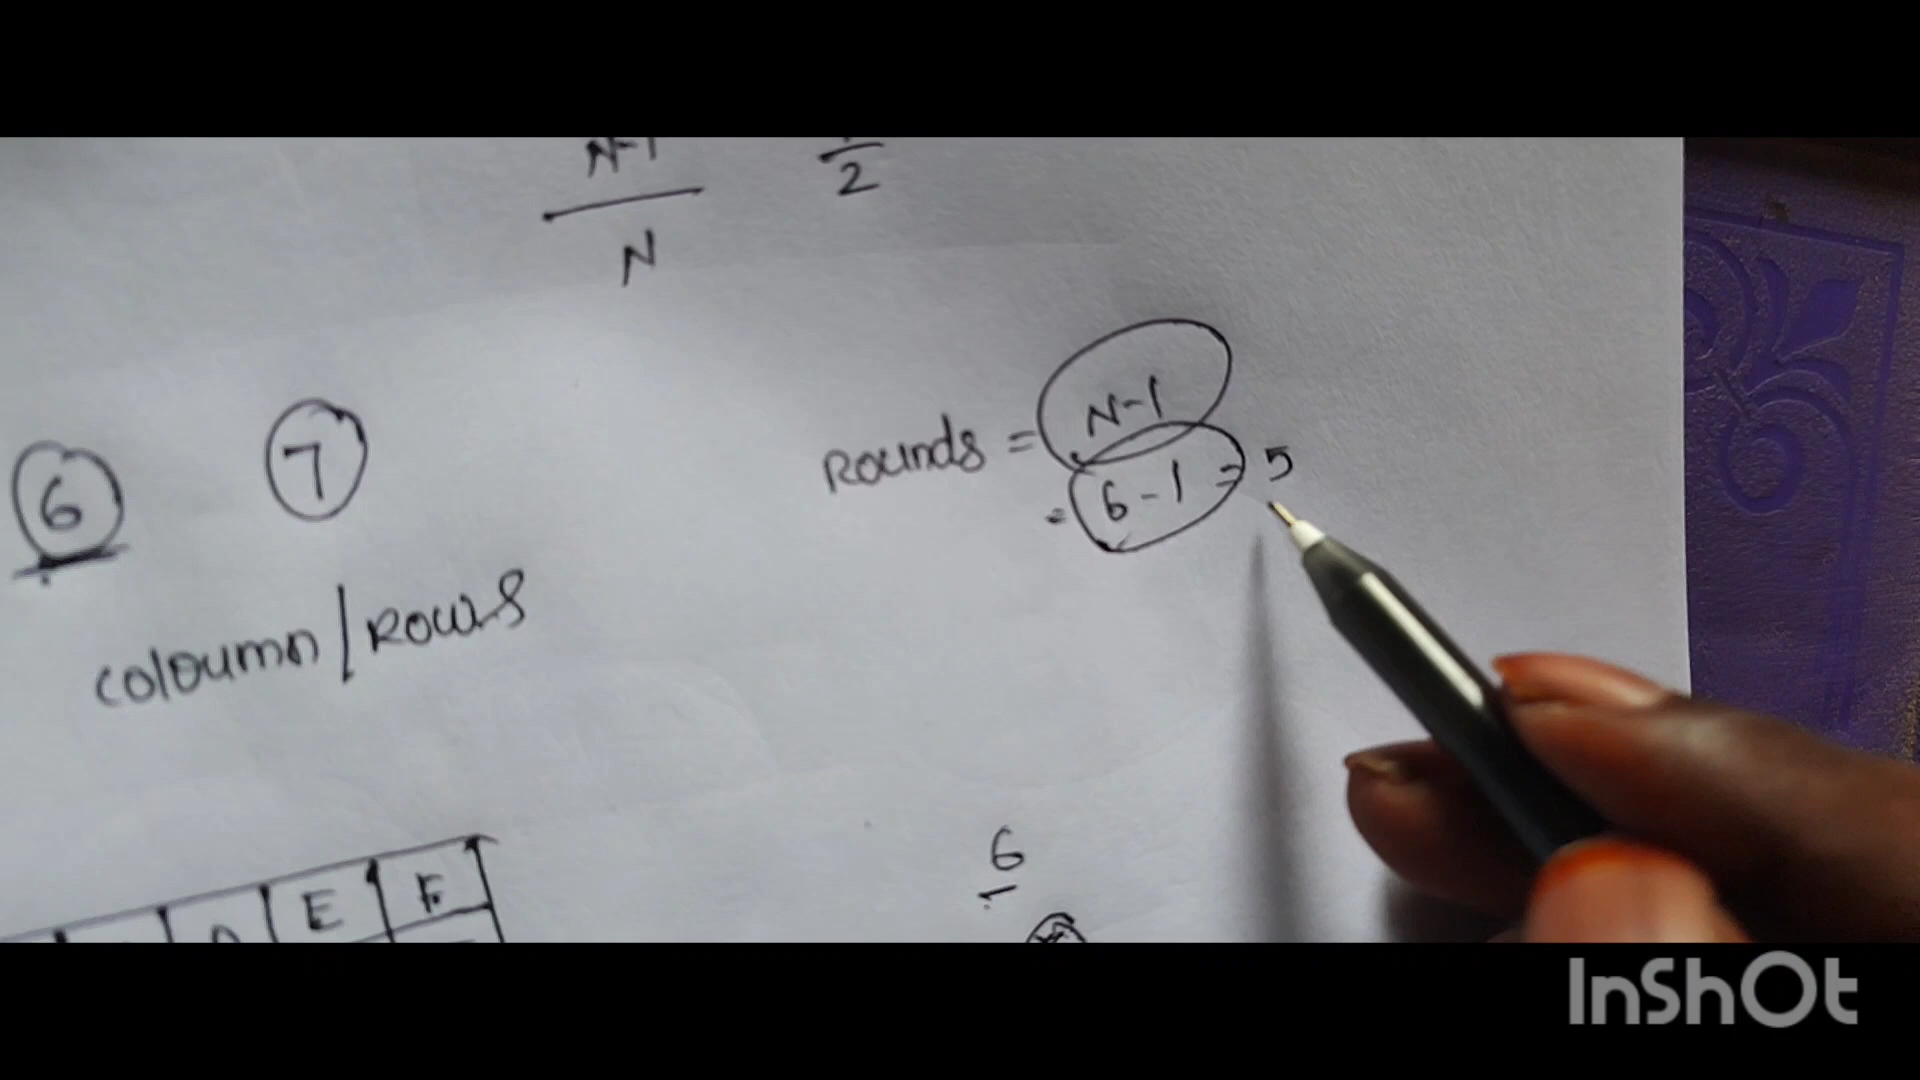 N-1
N
2
Rounds = N-1
= 6-1 = 5
6 7
coloumn/Rows
E F
6
InShOt